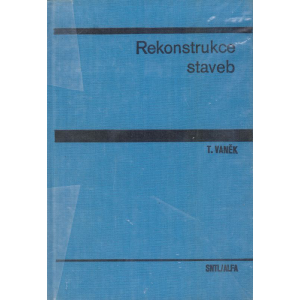 Rekonstrukce
staveb
T. VANĚK
SNTL/ALFA